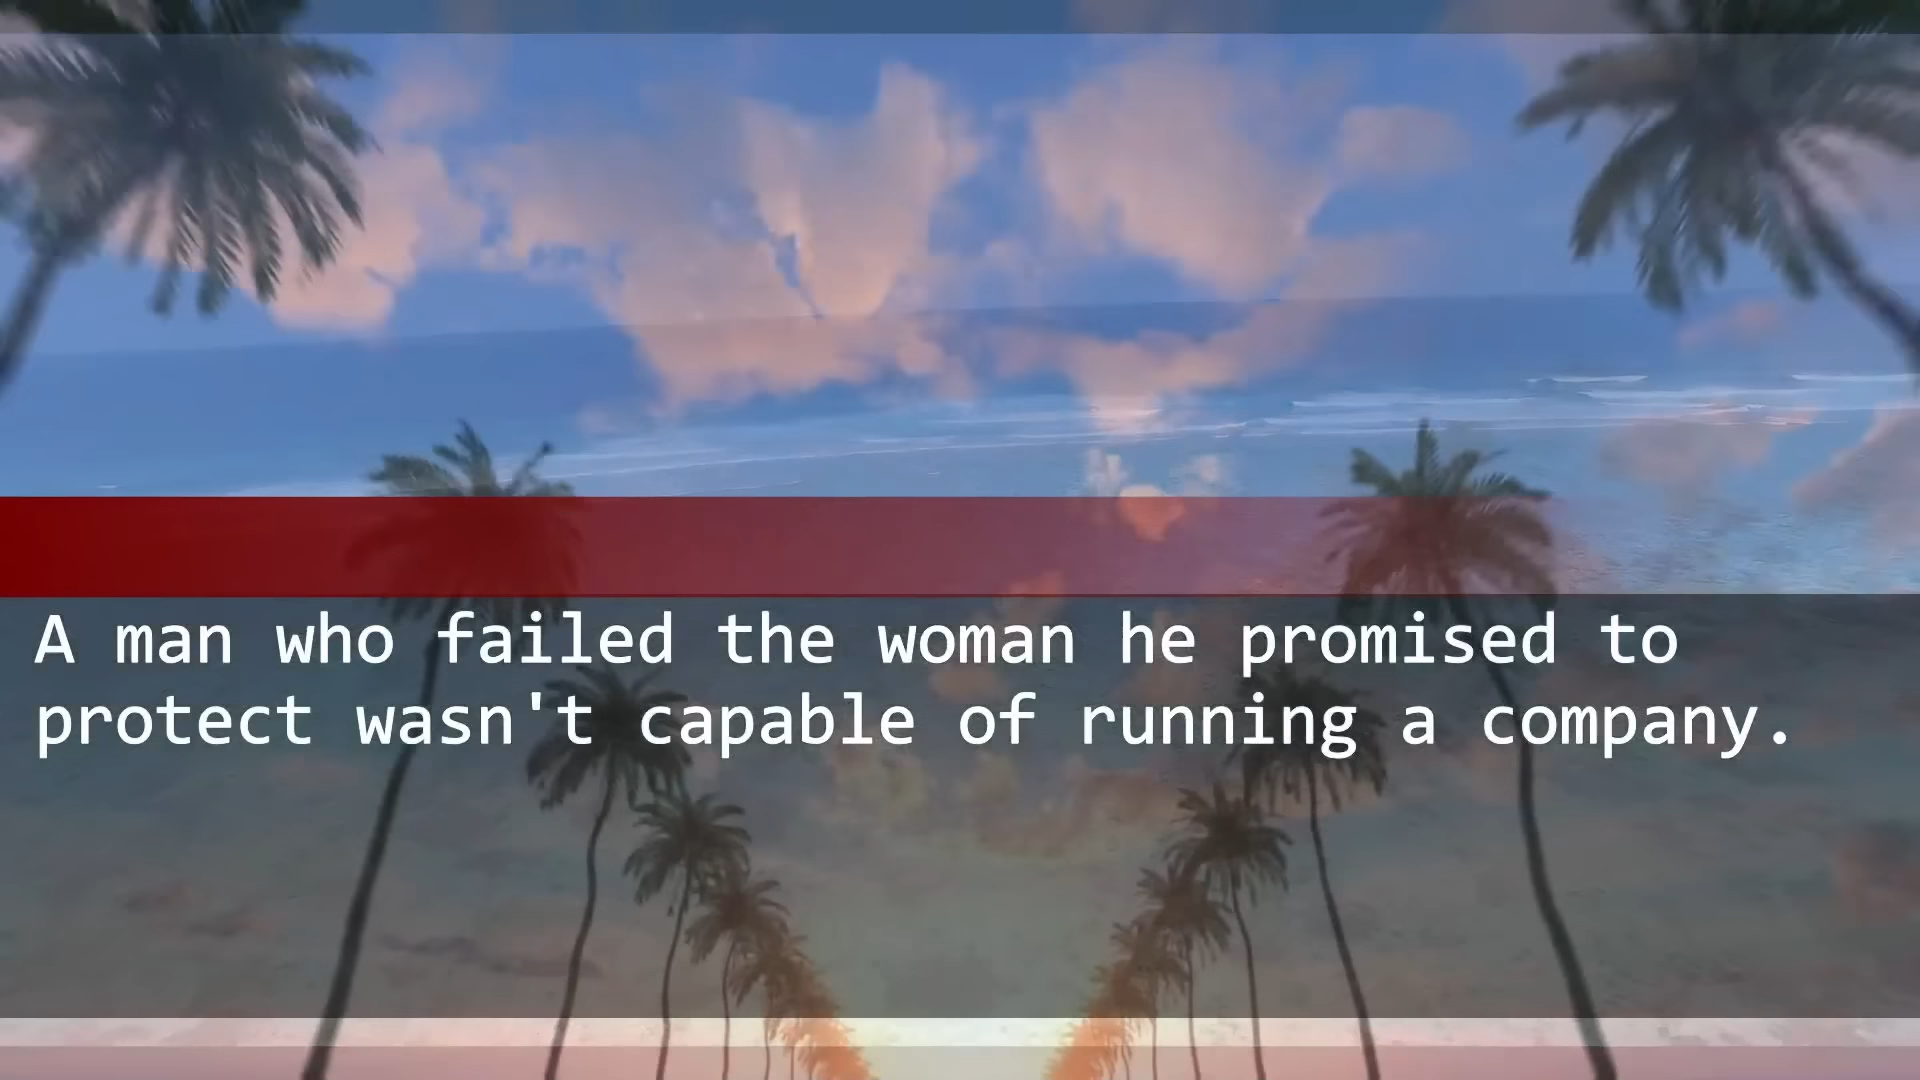 A man who failed the woman he promised to
protect wasn't capable of running a company.